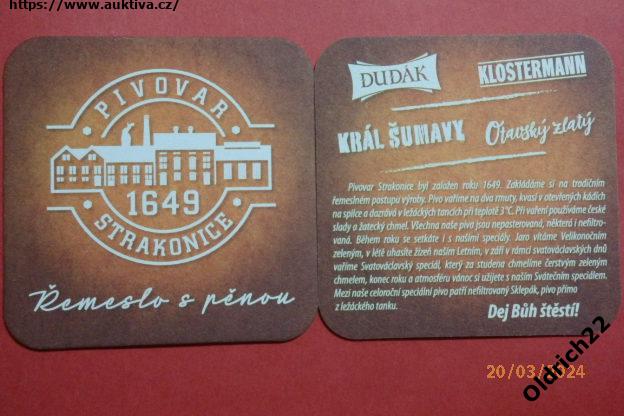 https://www.auktiva.cz/
PIVOVAR
1649
STRAKONICE
Řemeslo s pěnou
DUDÁK
KLOSTERMANN
KRÁL ŠUMAVY
Otavský zlatý
Pivovar Strakonice byl založen roku 1649. Zakládáme si na tradičním
řemeslném postupu výroby. Pivo vaříme na dva rmuty, kvasí v otevřených kádích
na spilce a dozrává v ležáckých tancích při teplotě 3°C. Při vaření používáme české
slady a žatecký chmel. Všechna naše piva jsou nepasterovaná, některá i nefiltro-
vaná. Během roku se setkáte i s našimi speciály. Jaro vítáme Velikonočním
zeleným, v létě uhasíte žízeň naším Letním, v září v rámci svatováclavských dnů
vaříme Svatováclavský speciál, který za studena chmelíme čerstvým zeleným
chmelem, konec roku a atmosféru vánoc si užijete s naším Svátečním speciálem.
Mezi naše celoroční speciální pivo patří nefiltrovaný Sklepák, pivo přímo
z ležáckého tanku.
Dej Bůh štěstí!
20/03/2024
Oldrich22